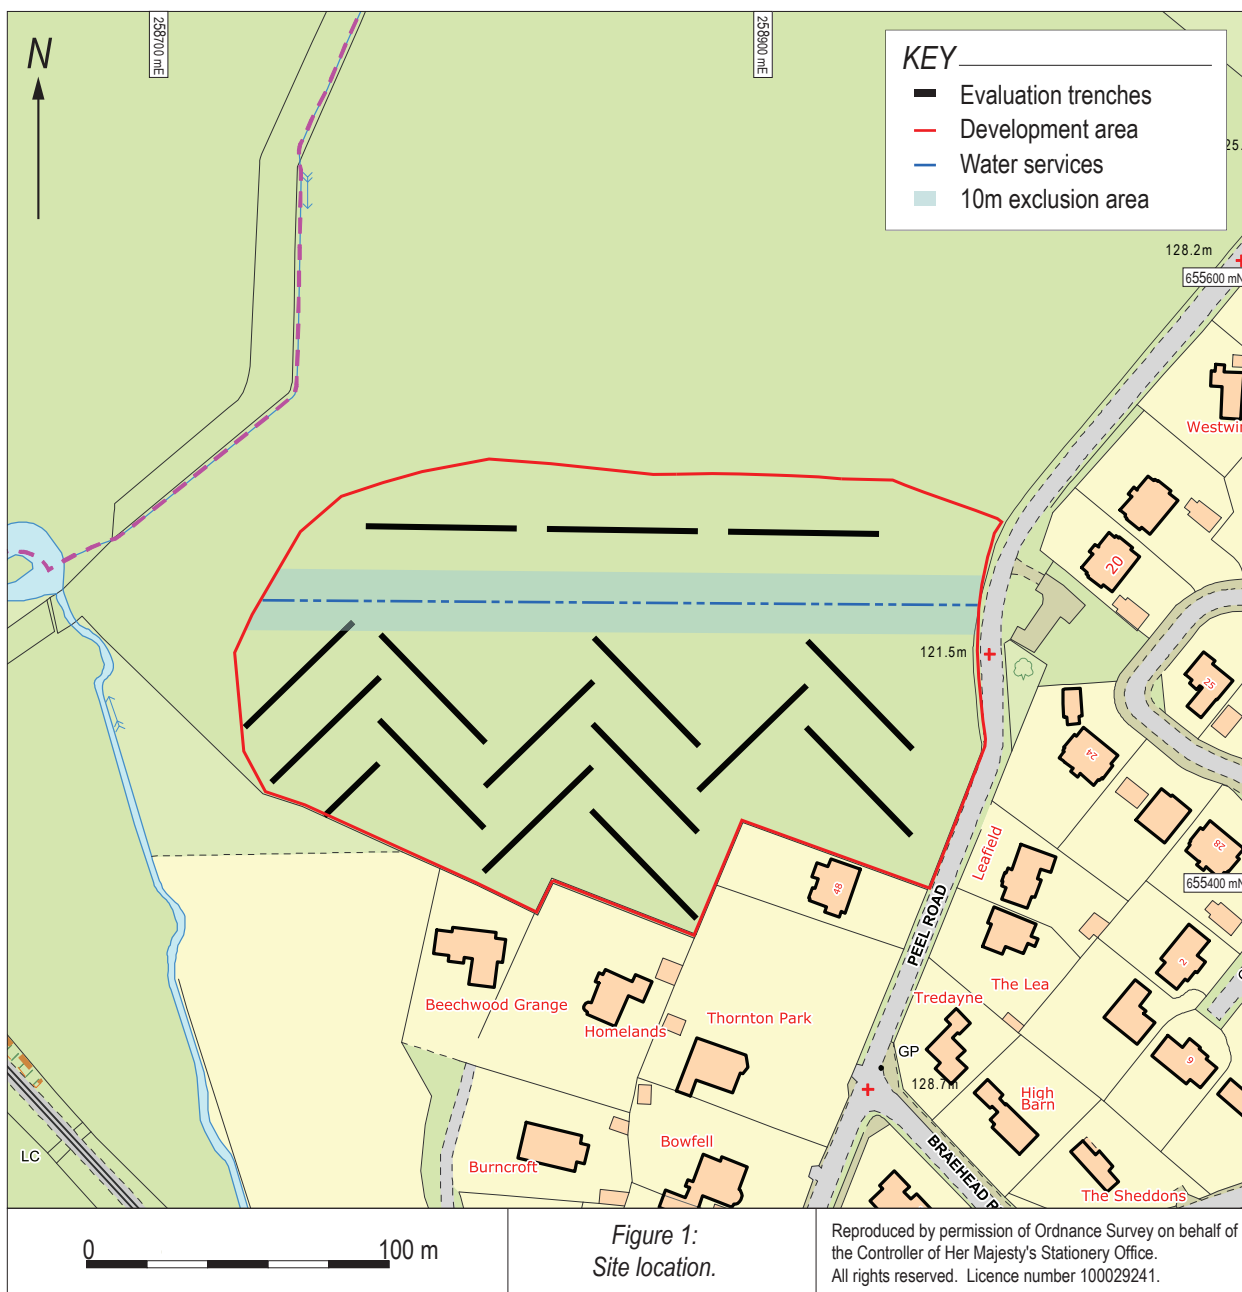 N
258700 mE
258900 mE
KEY
Evaluation trenches
Development area
Water services
10m exclusion area
25.
128.2m
655600 mN
Westwin
20
121.5m
25
24
28
Leafield
655400 mN
48
PEEL ROAD
2
The Lea
Tredayne
Beechwood Grange
Homelands
Thornton Park
GP
9
128.7m
High
Barn
LC
Burncroft
Bowfell
BRAEHEAD R
The Sheddons
0
100 m
Figure 1:
Site location.
Reproduced by permission of Ordnance Survey on behalf of
the Controller of Her Majesty's Stationery Office.
All rights reserved. Licence number 100029241.